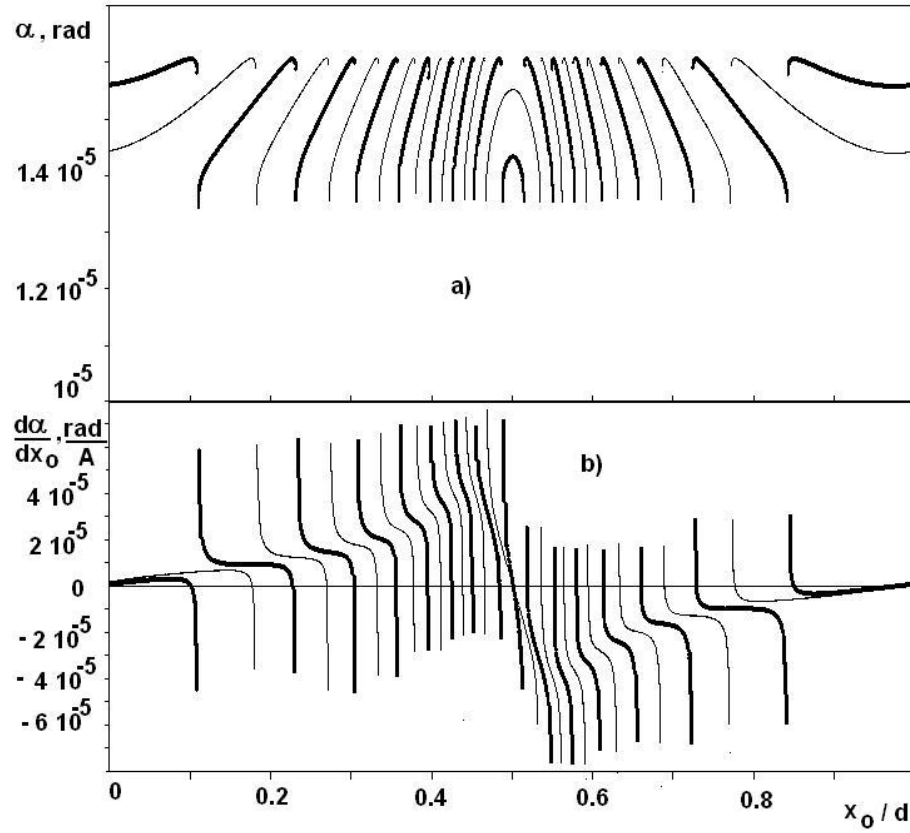 α , rad
1.4 10-5
1.2 10-5
a)
10-5
dα/dxo , rad/A
b)
4 10-5
2 10-5
0
- 2 10-5
- 4 10-5
- 6 10-5
0 0.2 0.4 0.6 0.8 xo / d